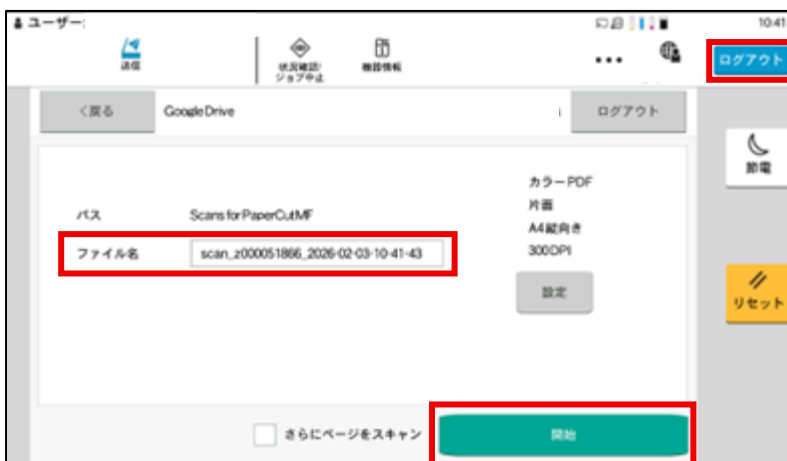 ユーザー:
10:41
送信
状況確認/
ジョブ中止
機器情報
ログアウト
<戻る
Google Drive
ログアウト
節電
カラーPDF
片面
パス
Scans for PaperCutMF
A4縦向き
ファイル名
scan_z000051866_2026-02-03-10-41-43
300DPI
設定
リセット
さらにページをスキャン
開始